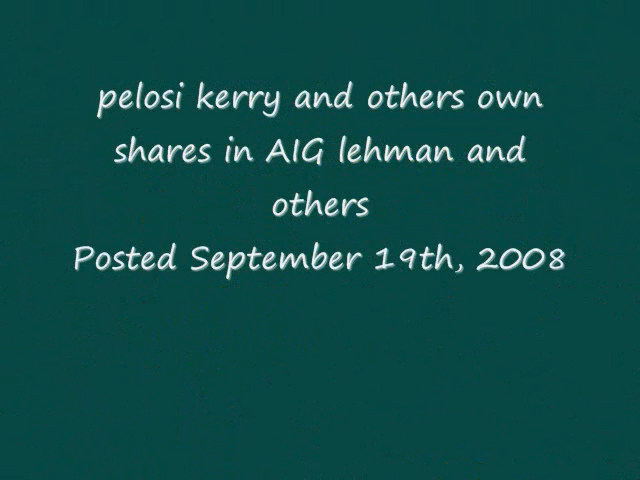 pelosi kerry and others own
shares in AIG lehman and
others
Posted September 19th, 2008